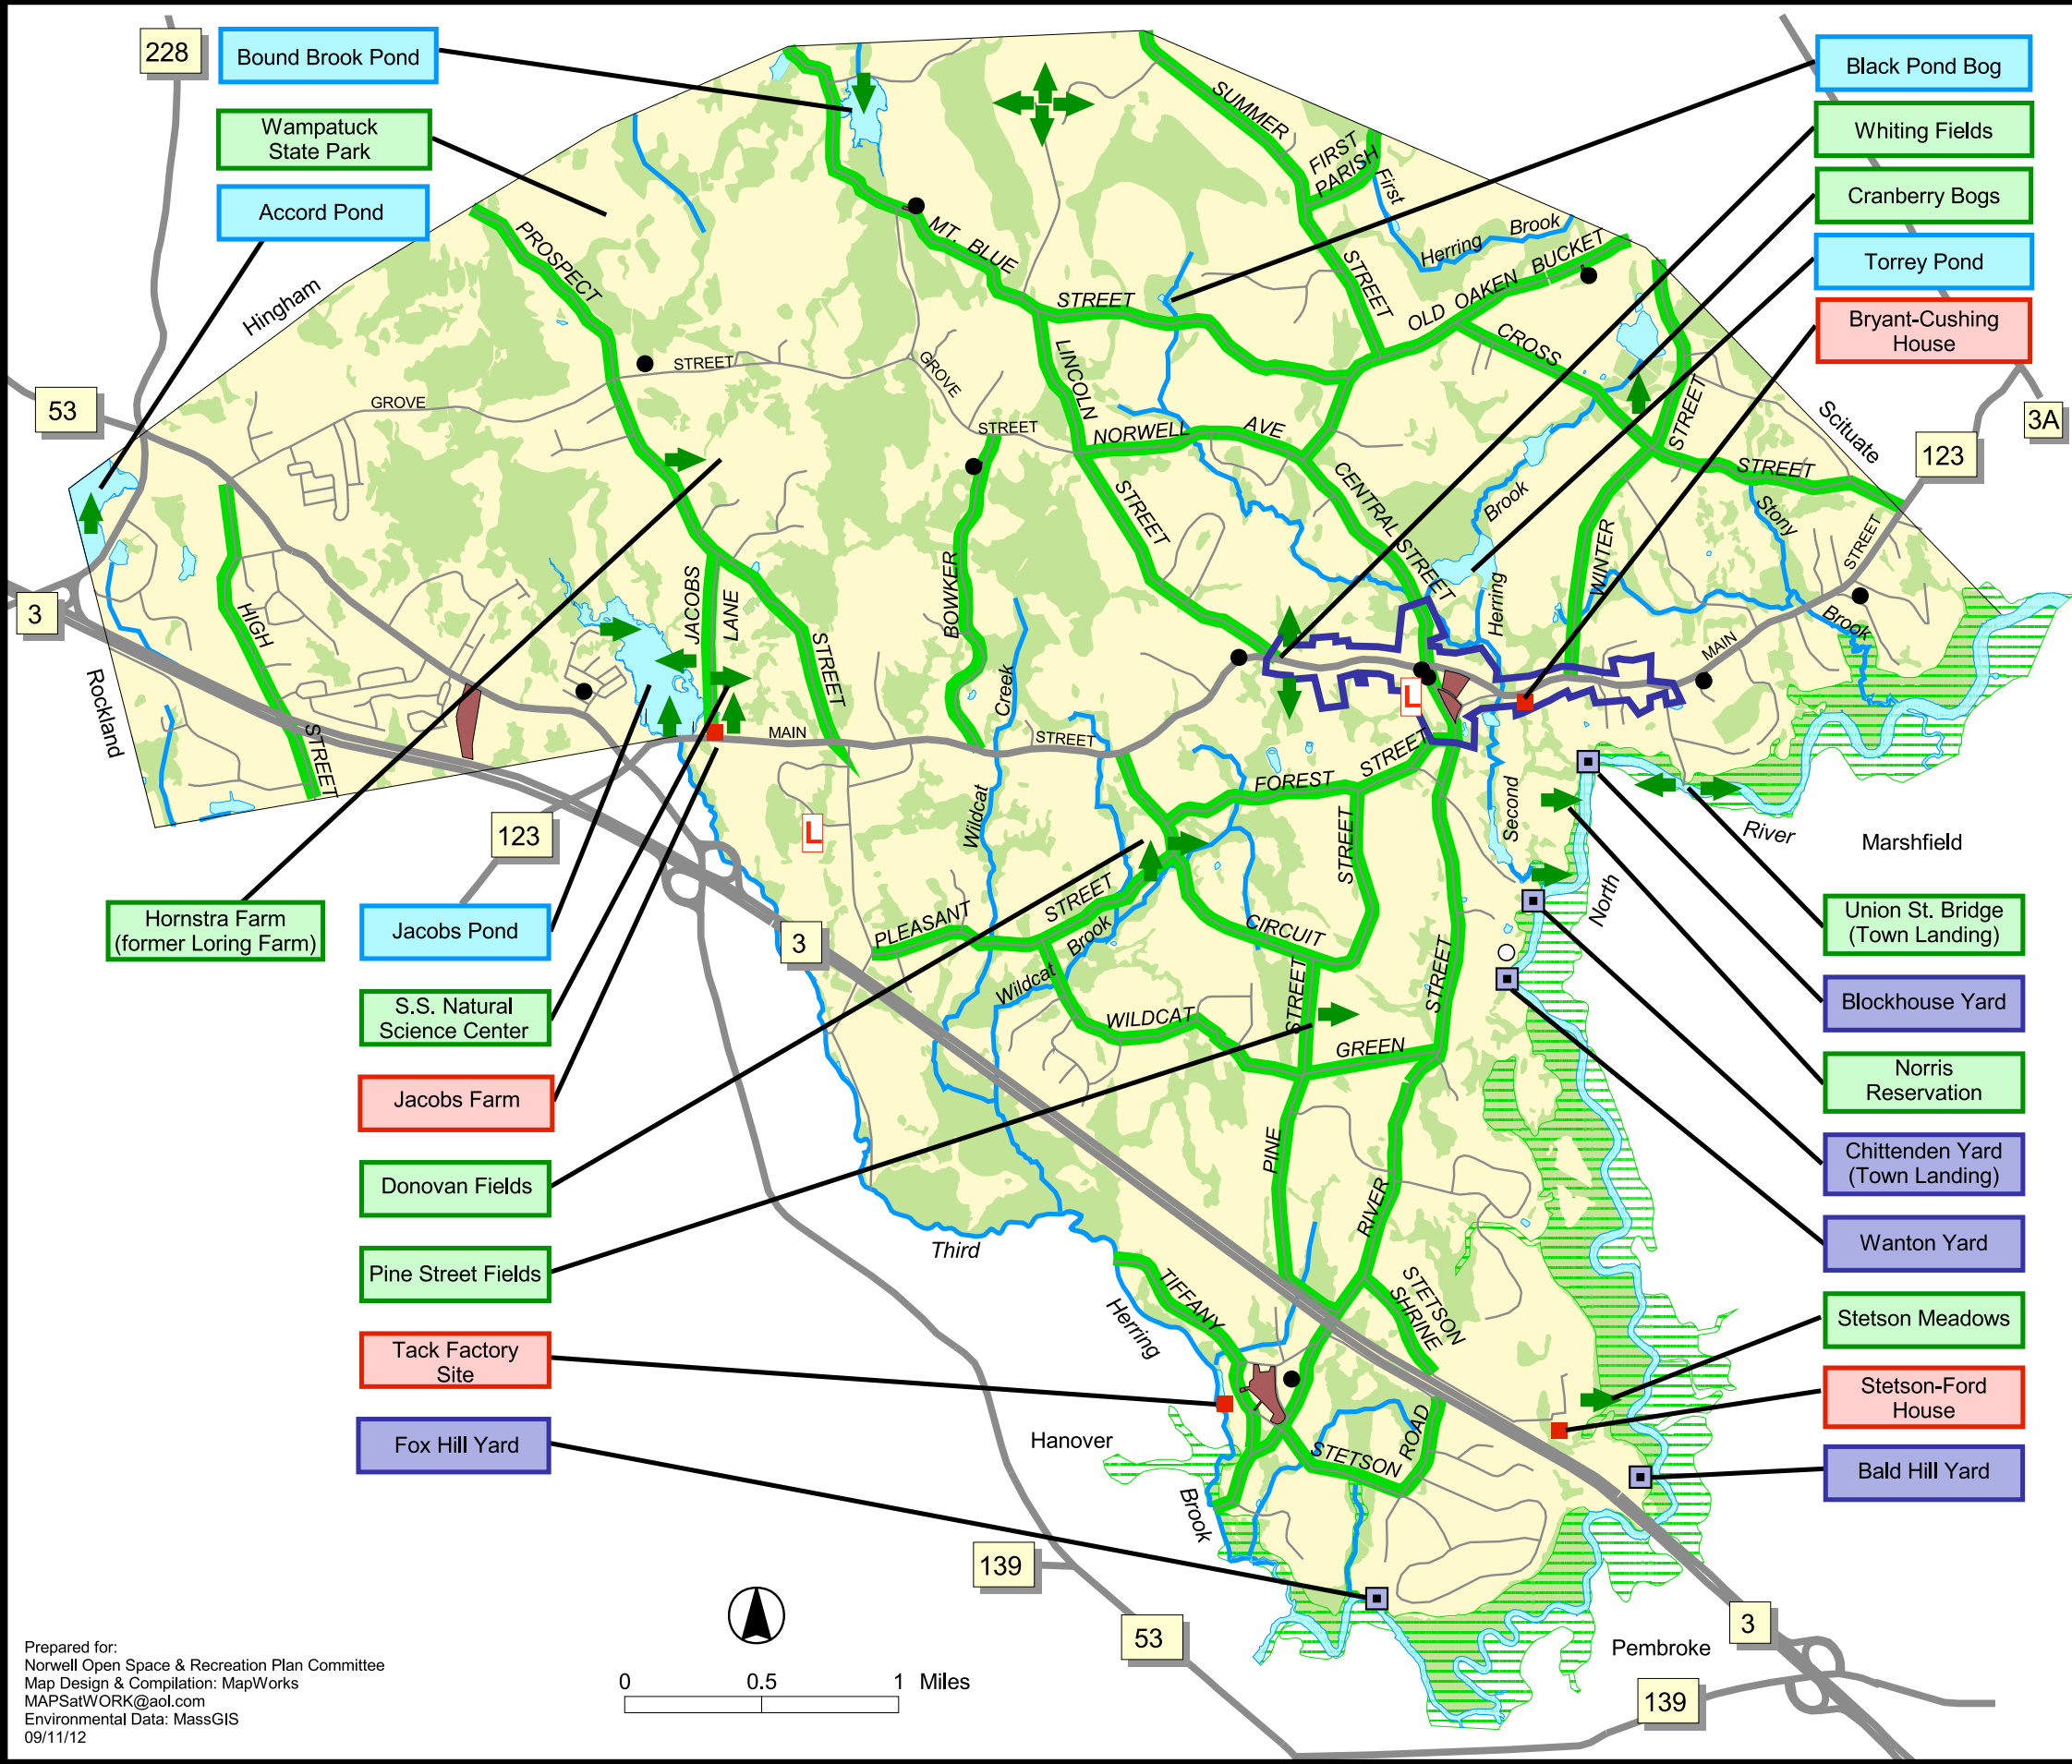 228
Bound Brook Pond
Wampatuck
State Park
Accord Pond
53
3
Hingham
Rockland
Black Pond Bog
Whiting Fields
Cranberry Bogs
Torrey Pond
Bryant-Cushing
House
3A
123
Scituate
SUMMER
STREET
FIRST
PARISH
First
Herring
Brook
OLD OAKEN BUCKET
MT. BLUE
STREET
PROSPECT
STREET
GROVE
STREET
GROVE
STREET
LINCOLN
STREET
NORWELL
AVE
CROSS
STREET
STREET
CENTRAL STREET
Brook
Herring
Second
WINTER
Stony
Brook
STREET
MAIN
BOWKER
JACOBS
LANE
HIGH
STREET
Creek
Wildcat
MAIN
STREET
L
L
FOREST
STREET
STREET
CIRCUIT
PLEASANT
STREET
Brook
Wildcat
WILDCAT
STREET
GREEN
STREET
PINE
RIVER
River
North
Marshfield
123
3
Hornstra Farm
(former Loring Farm)
Jacobs Pond
S.S. Natural
Science Center
Jacobs Farm
Donovan Fields
Pine Street Fields
Tack Factory
Site
Fox Hill Yard
Union St. Bridge
(Town Landing)
Blockhouse Yard
Norris
Reservation
Chittenden Yard
(Town Landing)
Wanton Yard
Stetson Meadows
Stetson-Ford
House
Bald Hill Yard
Third
Herring
Brook
TIFFANY
STETSON
SHRINE
STETSON
ROAD
Hanover
Pembroke
139
53
3
139
Prepared for:
Norwell Open Space & Recreation Plan Committee
Map Design & Compilation: MapWorks
MAPSatWORK@aol.com
Environmental Data: MassGIS
09/11/12
0 0.5 1 Miles